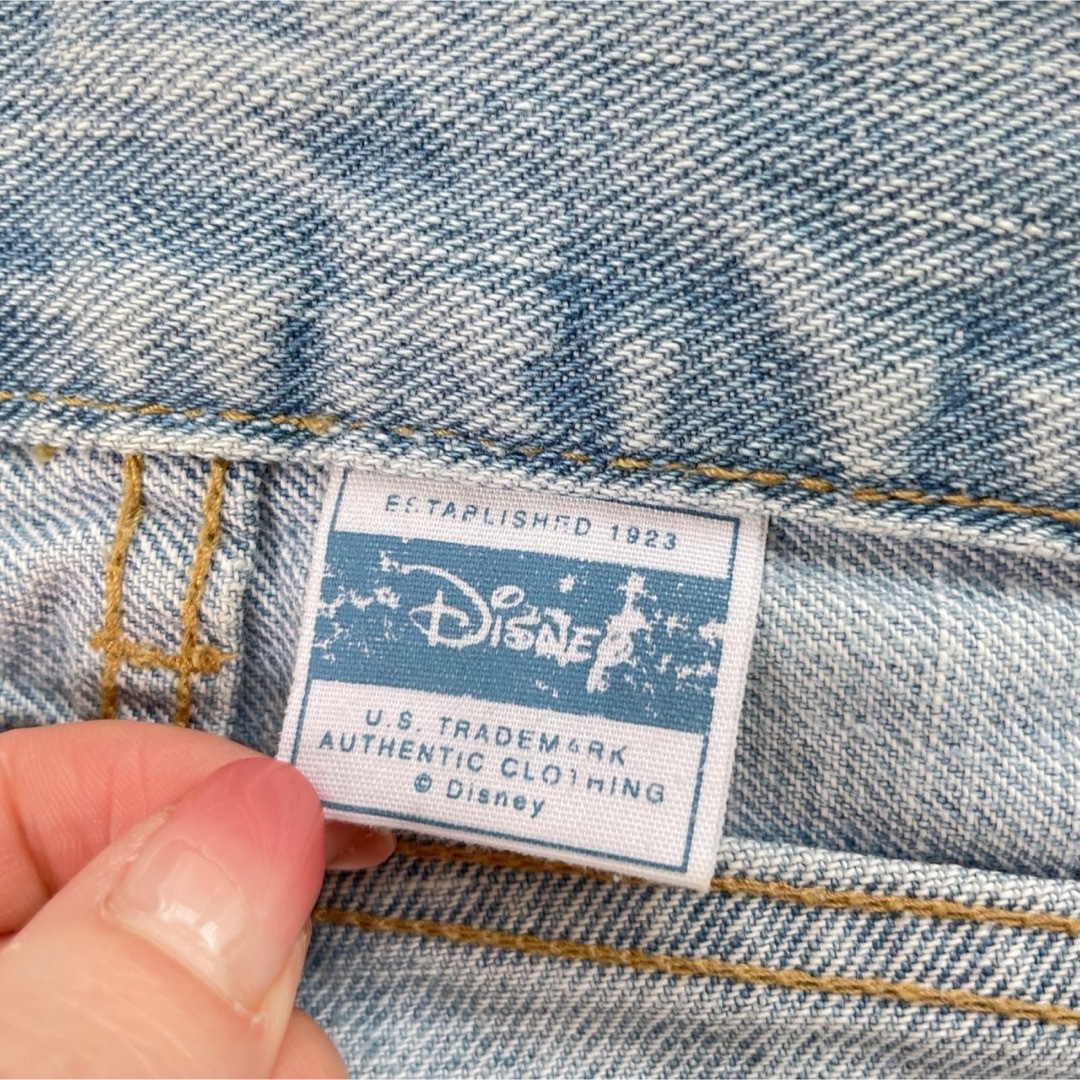 ESTABLISHED 1923
Disney
U.S. TRADEMARK
AUTHENTIC CLOTHING
© Disney